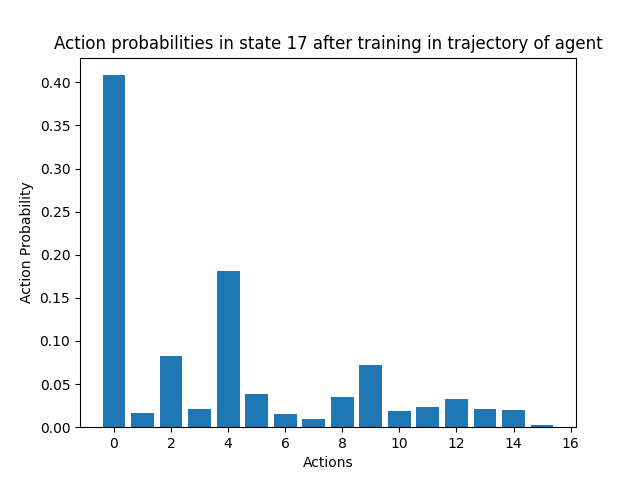 Action probabilities in state 17 after training in trajectory of agent
0.40
0.35
0.30
0.25
0.20
0.15
0.10
0.05
0.00
Action Probability
0 2 4 6 8 10 12 14 16
Actions